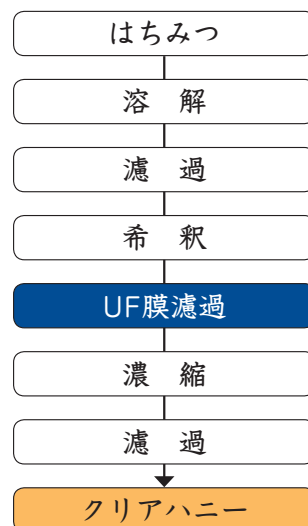 はちみつ
溶　解
濾　過
希　釈
UF膜濾過
濃　縮
濾　過
クリアハニー